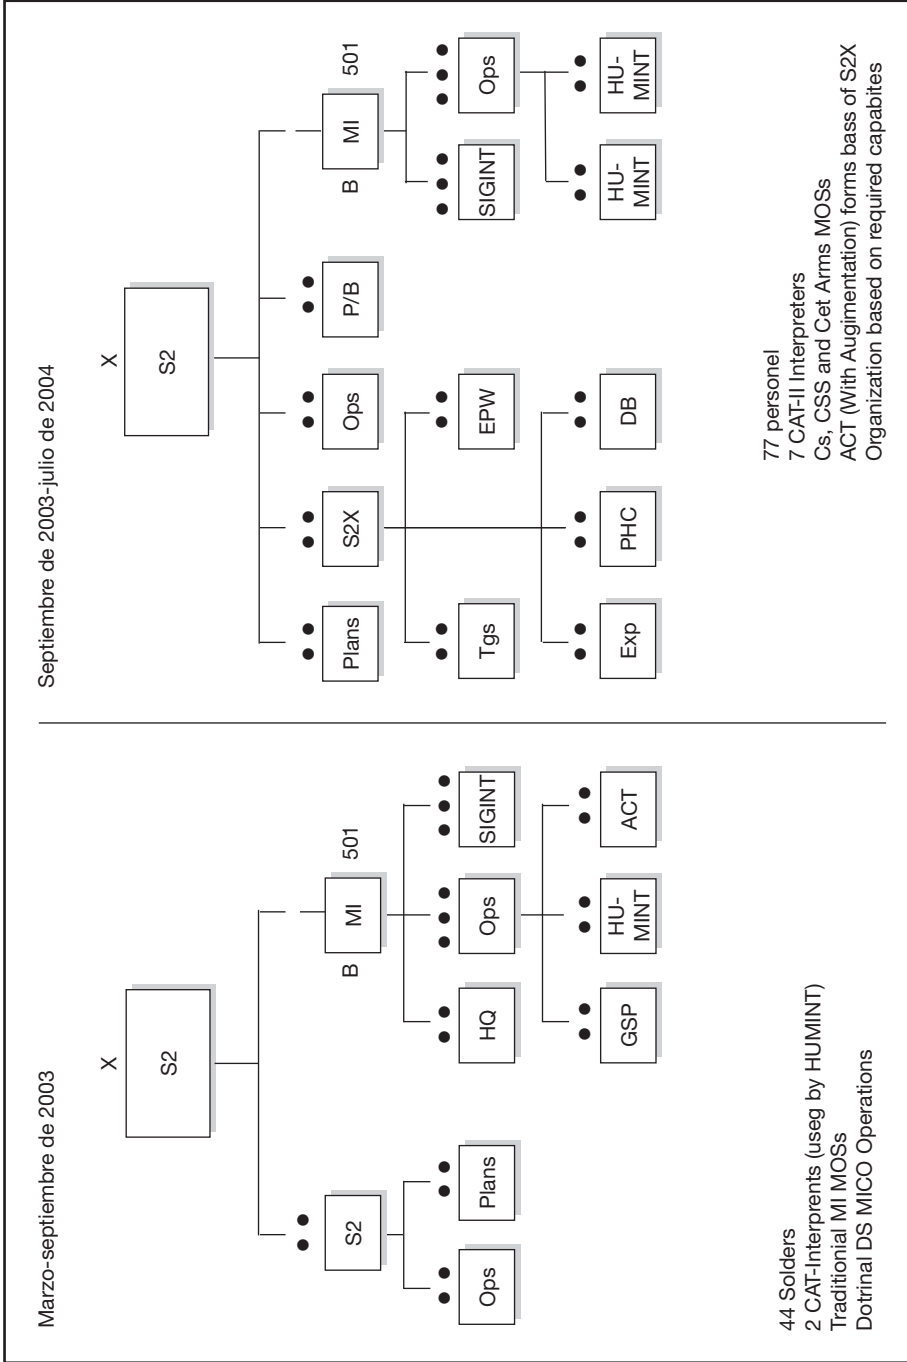 Marzo-septiembre de 2003
X
S2
S2
Ops
Plans
B
MI
501
HQ
Ops
SIGINT
GSP
HU-
MINT
ACT
44 Solders
2 CAT-Interprents (useg by HUMINT)
Traditionial MI MOSs
Dotrinal DS MICO Operations
Septiembre de 2003-julio de 2004
X
S2
Plans
S2X
Ops
P/B
B
MI
501
Tgs
EPW
SIGINT
Ops
Exp
PHC
DB
HU-
MINT
HU-
MINT
77 personel
7 CAT-II Interpreters
Cs, CSS and Cet Arms MOSs
ACT (With Augimentation) forms bass of S2X
Organization based on required capabites